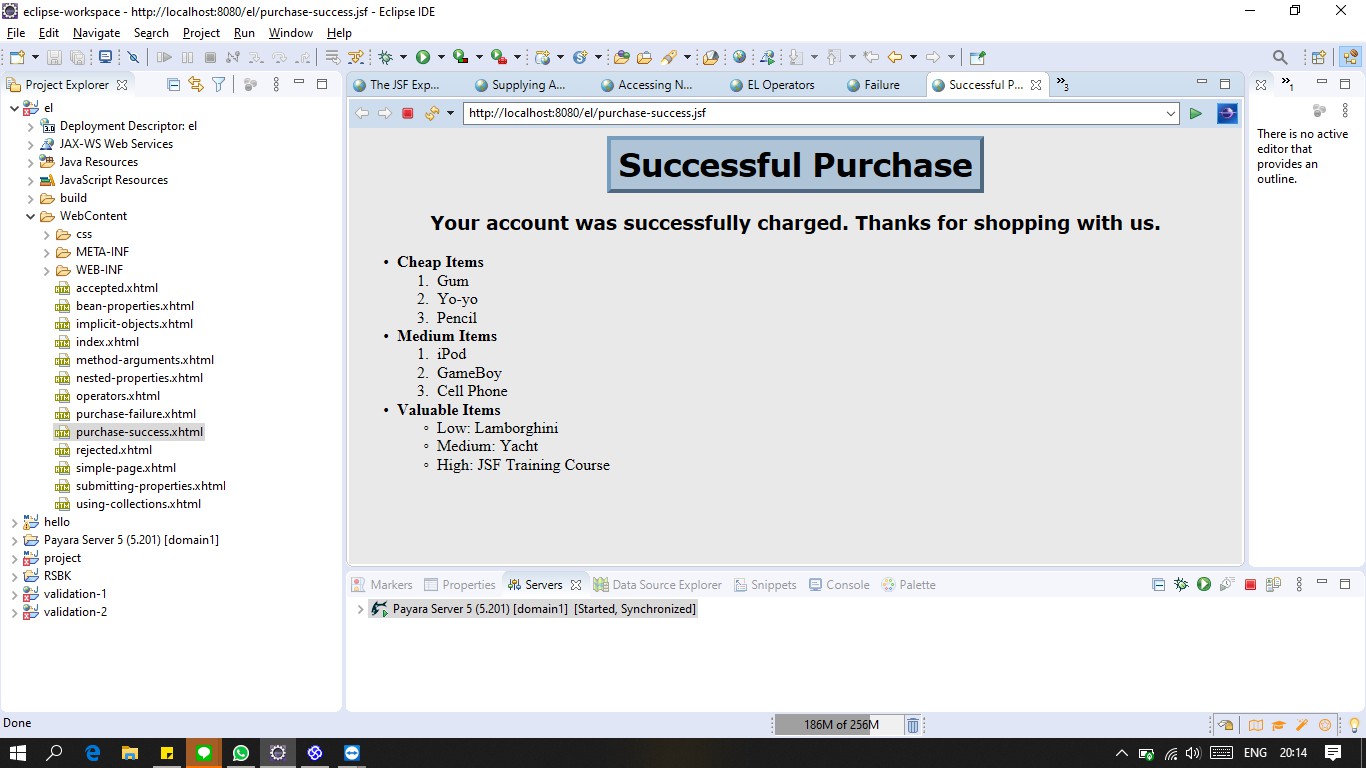 eclipse-workspace - http://localhost:8080/el/purchase-success.jsf - Eclipse IDE
File Edit Navigate Search Project Run Window Help
Project Explorer
el
Deployment Descriptor: el
JAX-WS Web Services
Java Resources
JavaScript Resources
build
WebContent
css
META-INF
WEB-INF
accepted.xhtml
bean-properties.xhtml
implicit-objects.xhtml
index.xhtml
method-arguments.xhtml
nested-properties.xhtml
operators.xhtml
purchase-failure.xhtml
purchase-success.xhtml
rejected.xhtml
simple-page.xhtml
submitting-properties.xhtml
using-collections.xhtml
hello
Payara Server 5 (5.201) [domain1]
project
RSBK
validation-1
validation-2
The JSF Exp... Supplying A... Accessing N... EL Operators Failure Successful P... »3
http://localhost:8080/el/purchase-success.jsf
Successful Purchase
Your account was successfully charged. Thanks for shopping with us.
• Cheap Items
1. Gum
2. Yo-yo
3. Pencil
• Medium Items
1. iPod
2. GameBoy
3. Cell Phone
• Valuable Items
◦ Low: Lamborghini
◦ Medium: Yacht
◦ High: JSF Training Course
»1
There is no active
editor that
provides an
outline.
Markers Properties Servers Data Source Explorer Snippets Console Palette
Payara Server 5 (5.201) [domain1] [Started, Synchronized]
Done
186M of 256M
ENG 20:14